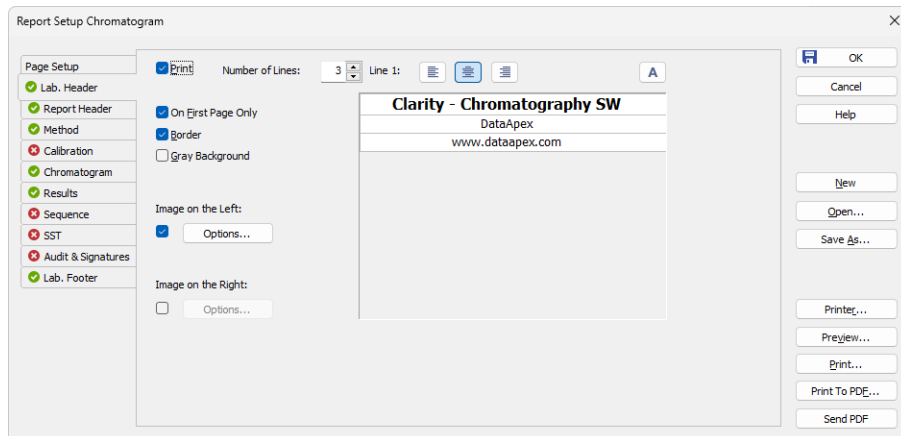 Report Setup Chromatogram
Page Setup
Lab. Header
Report Header
Method
Calibration
Chromatogram
Results
Sequence
SST
Audit & Signatures
Lab. Footer
Print
Number of Lines: 3 Line 1:
A
On First Page Only
Border
Gray Background
Image on the Left:
Options...
Image on the Right:
Options...
Clarity - Chromatography SW
DataApex
www.dataapex.com
OK
Cancel
Help
New
Open...
Save As...
Printer...
Preview...
Print...
Print To PDF...
Send PDF